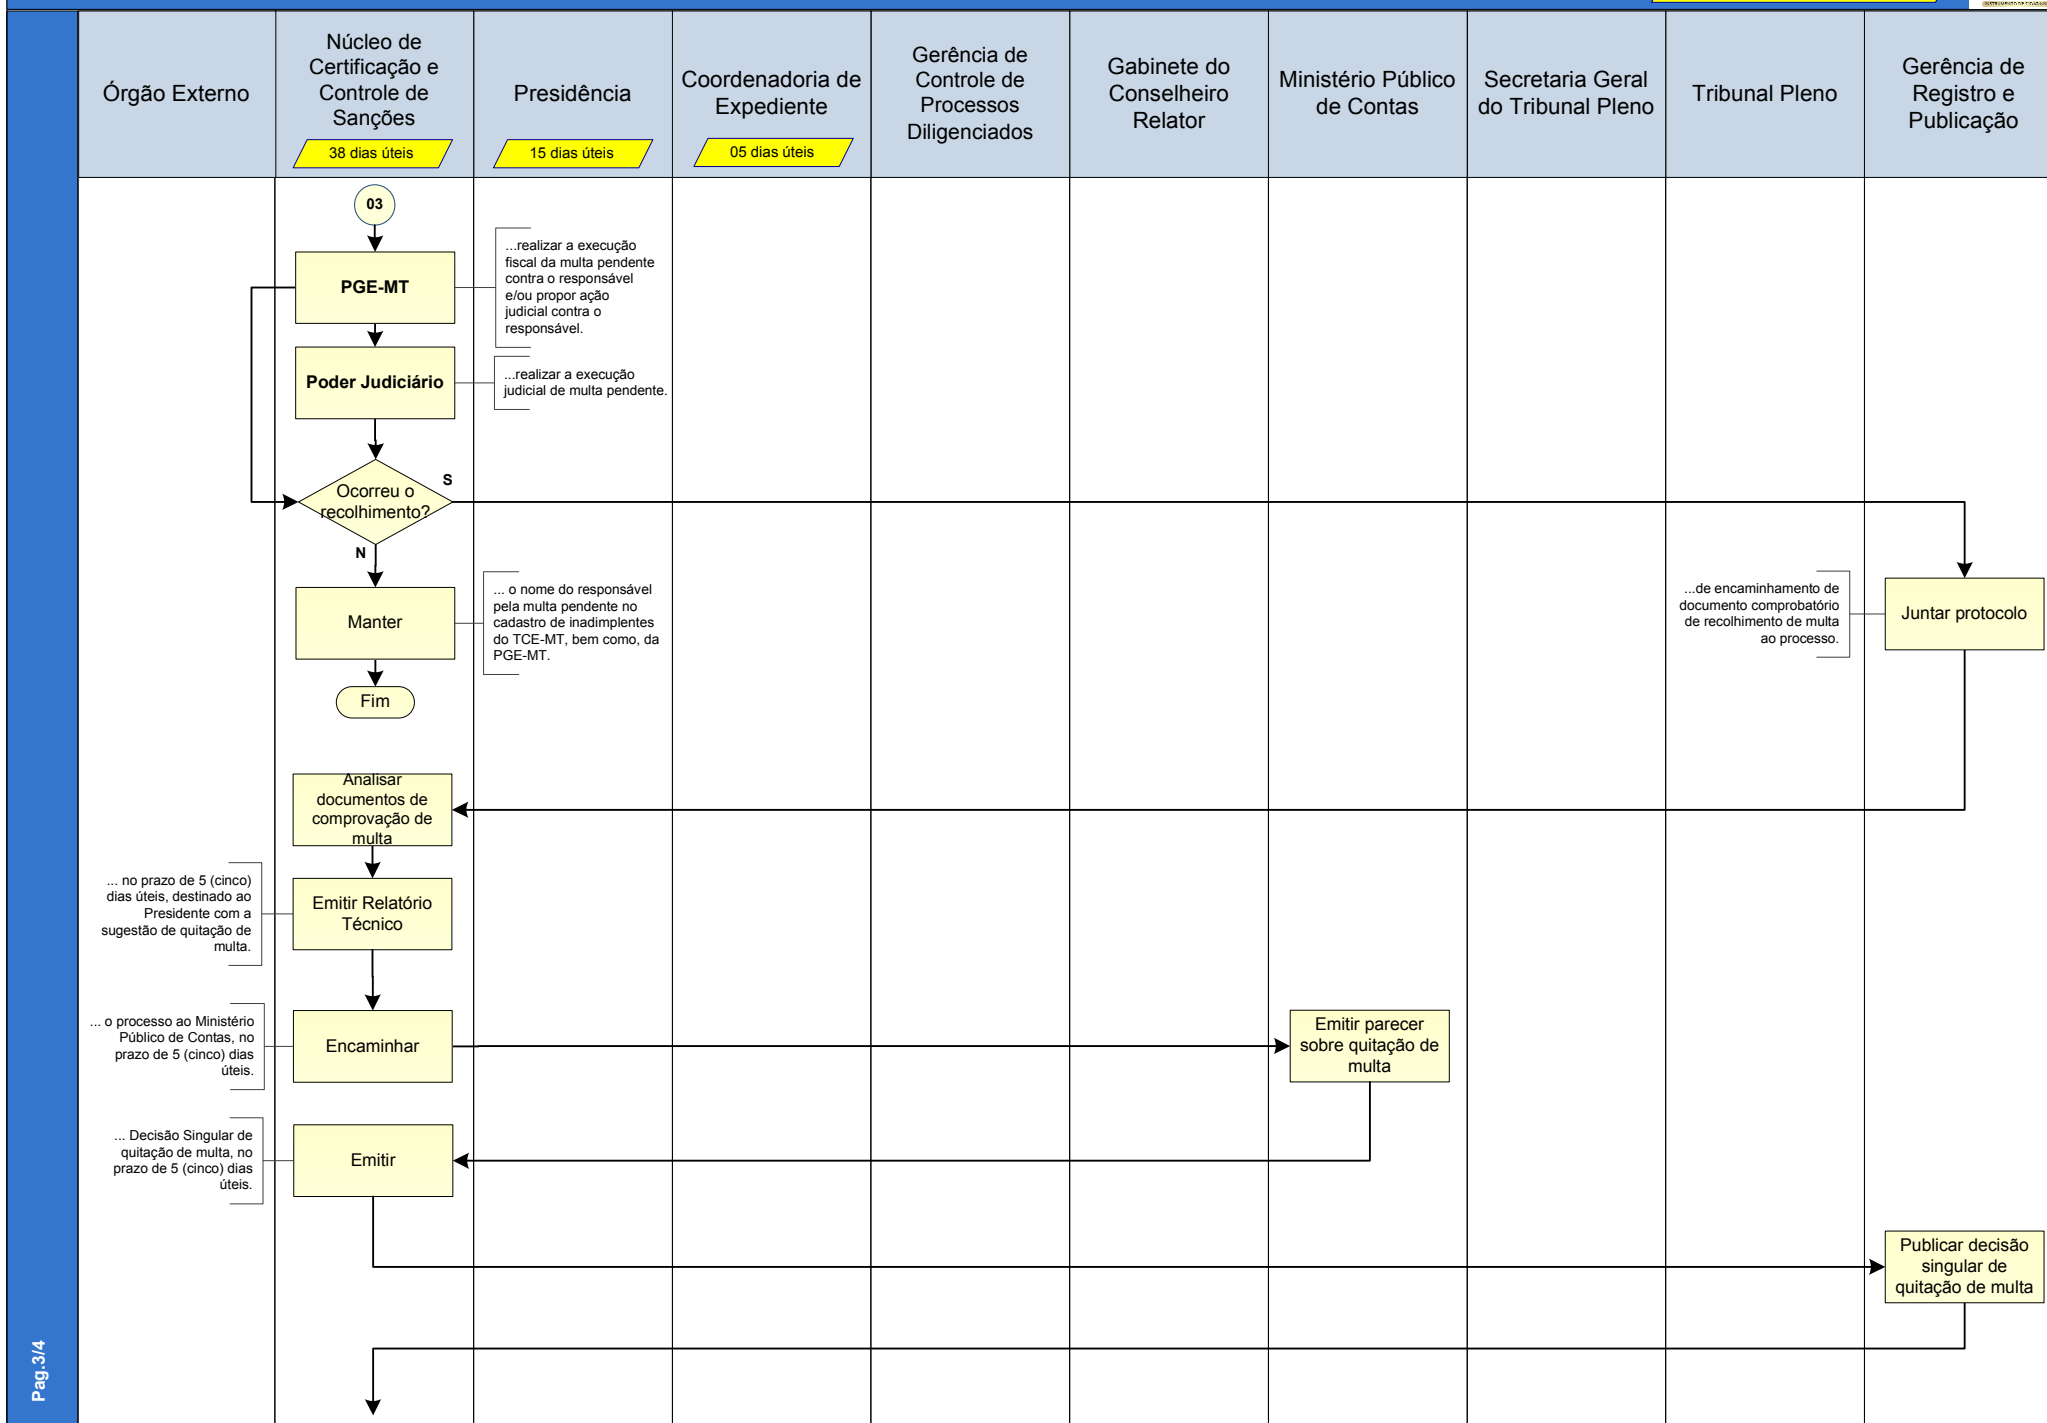 Órgão Externo
Núcleo de
Certificação e
Controle de
Sanções
38 dias úteis
Presidência
15 dias úteis
Coordenadoria de
Expediente
05 dias úteis
Gerência de
Controle de
Processos
Diligenciados
Gabinete do
Conselheiro
Relator
Ministério Público
de Contas
Secretaria Geral
do Tribunal Pleno
Tribunal Pleno
Gerência de
Registro e
Publicação
03
PGE-MT
...realizar a execução
fiscal da multa pendente
contra o responsável
e/ou propor ação
judicial contra o
responsável.
Poder Judiciário
...realizar a execução
judicial de multa pendente.
Ocorreu o
recolhimento?
S
N
Manter
... o nome do responsável
pela multa pendente no
cadastro de inadimplentes
do TCE-MT, bem como, da
PGE-MT.
...de encaminhamento de
documento comprobatório
de recolhimento de multa
ao processo.
Juntar protocolo
Fim
Analisar
documentos de
comprovação de
multa
... no prazo de 5 (cinco)
dias úteis, destinado ao
Presidente com a
sugestão de quitação de
multa.
Emitir Relatório
Técnico
... o processo ao Ministério
Público de Contas, no
prazo de 5 (cinco) dias
úteis.
Encaminhar
Emitir parecer
sobre quitação de
multa
... Decisão Singular de
quitação de multa, no
prazo de 5 (cinco) dias
úteis.
Emitir
Publicar decisão
singular de
quitação de multa
Pag.3/4